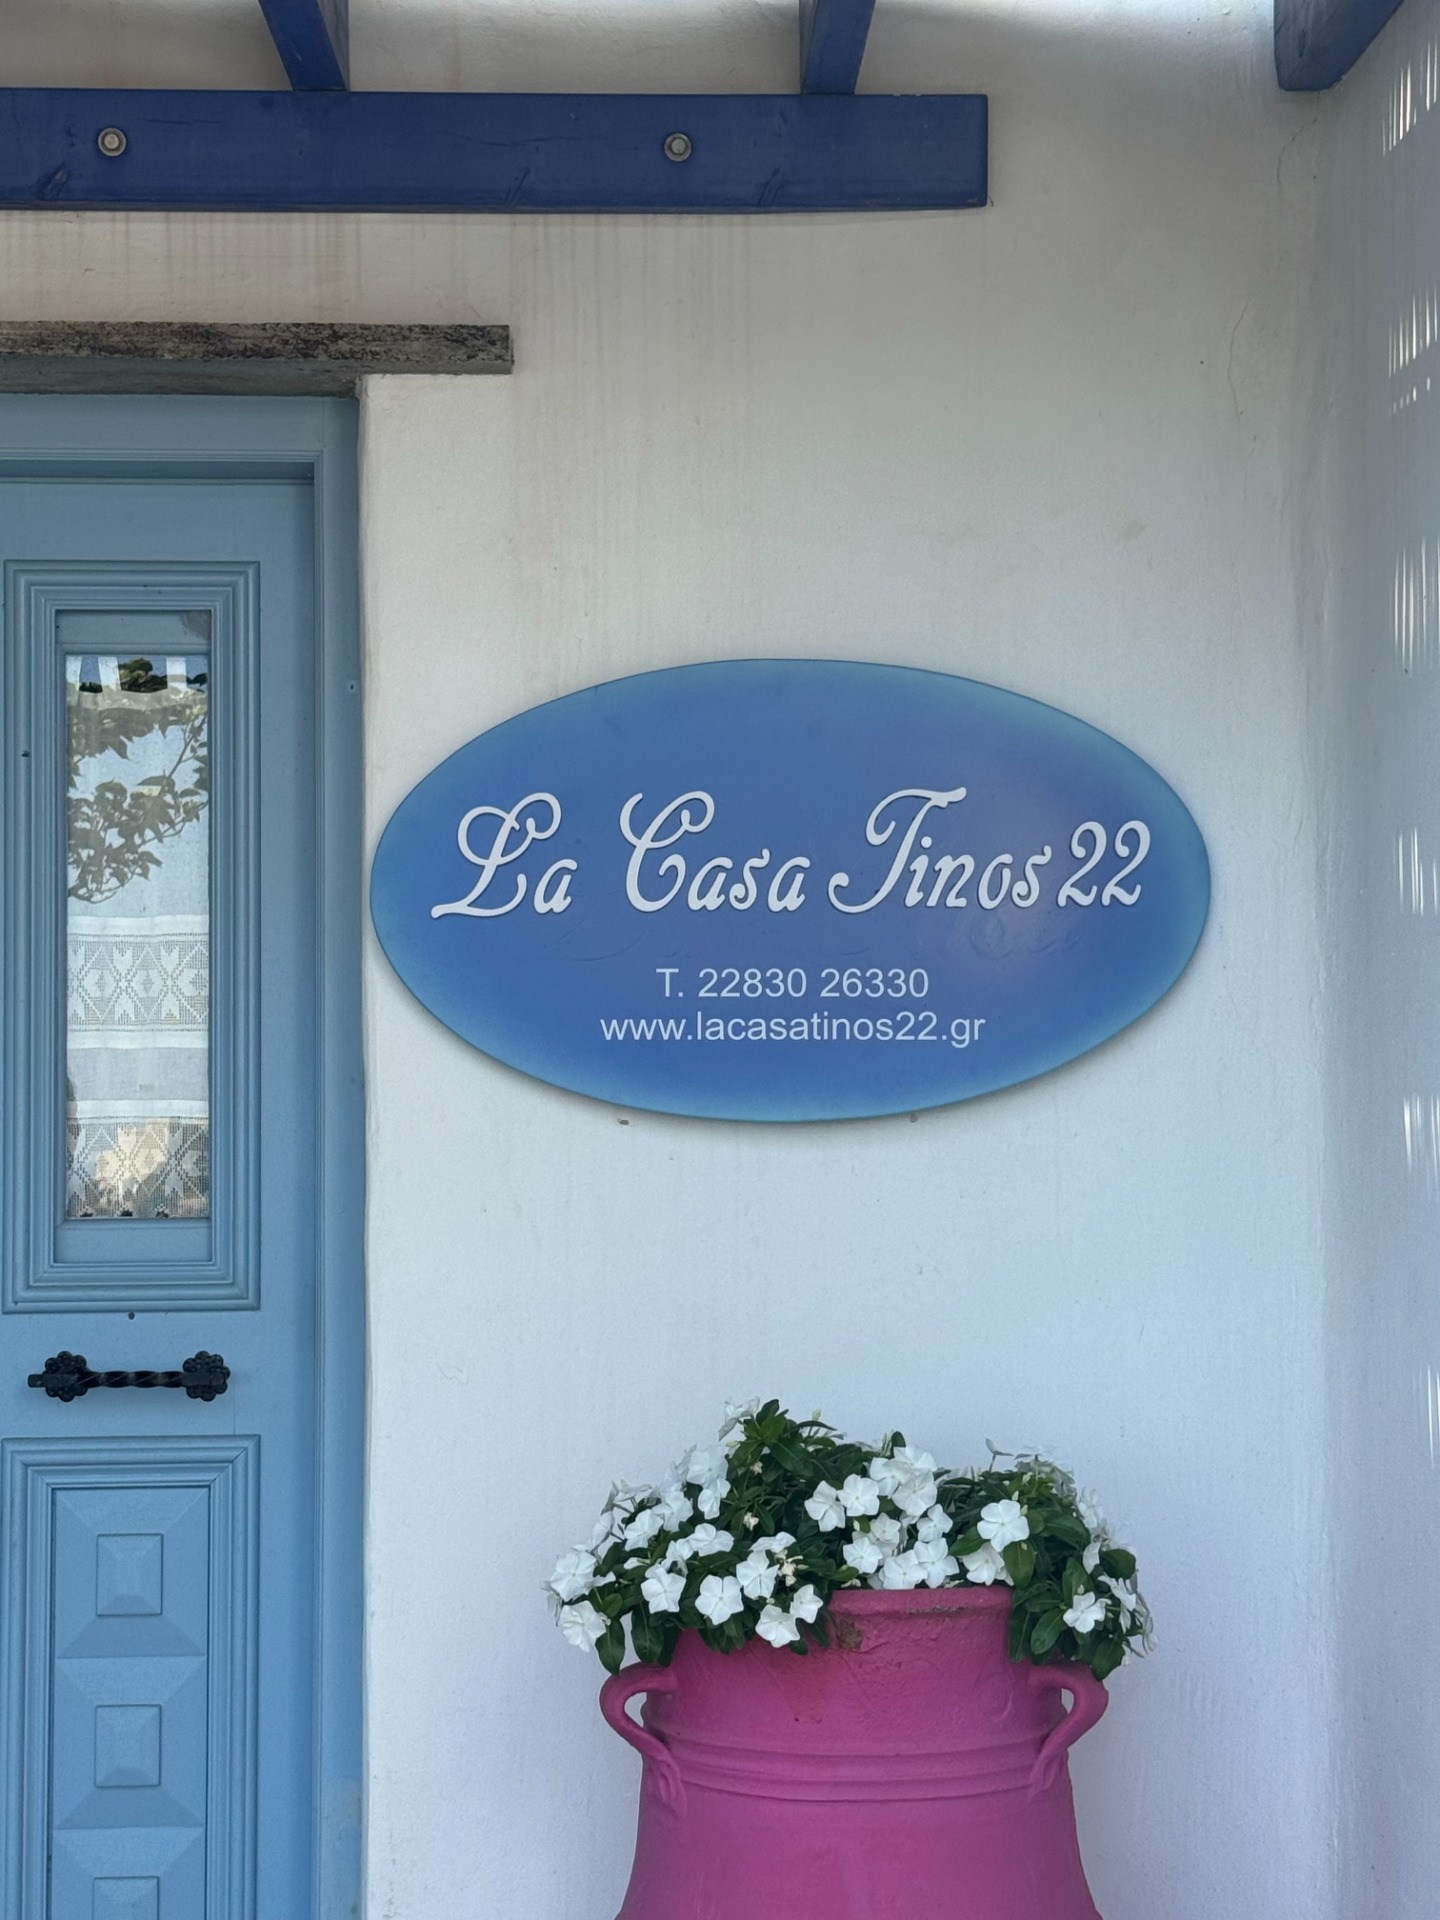 La Casa Tinos 22
T. 22830 26330
www.lacasatinos22.gr